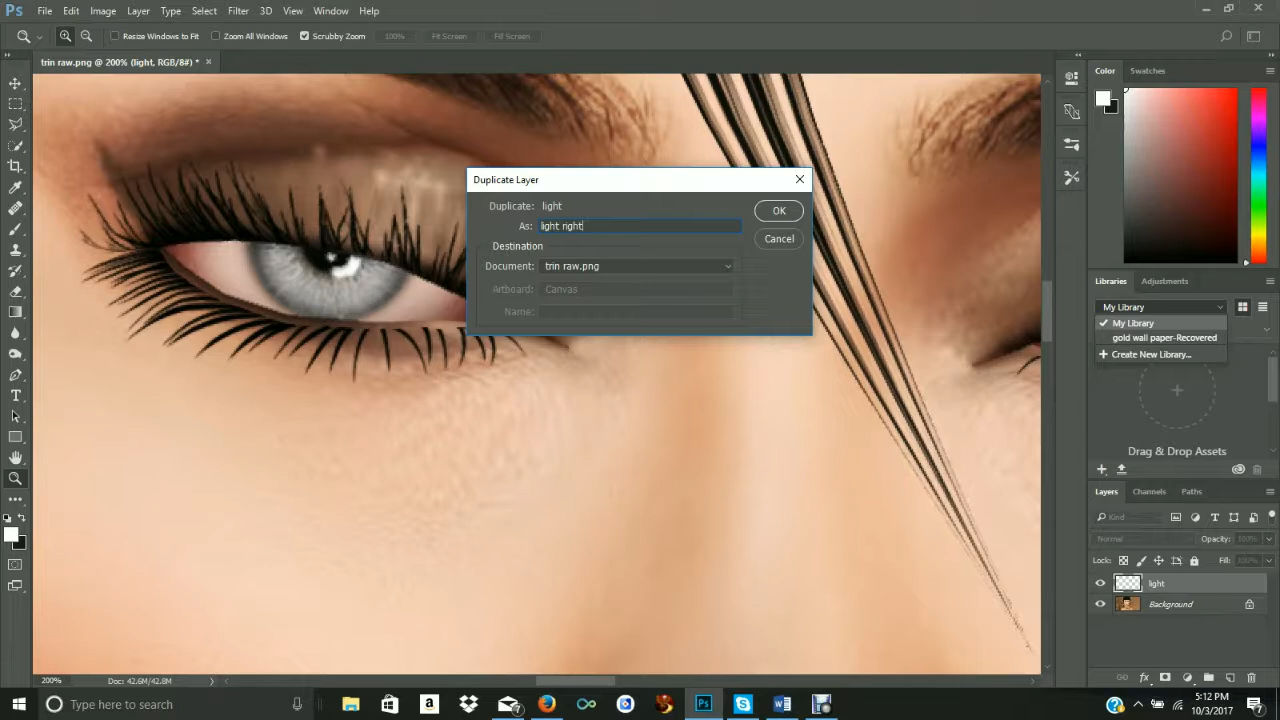 Ps File Edit Image Layer Type Select Filter 3D View Window Help
Resize Windows to Fit Zoom All Windows Scrubby Zoom 100% Fit Screen Fill Screen
trin raw.png @ 200% (light, RGB/8#) * ×
Color Swatches
Duplicate Layer
Duplicate: light
As: light right
OK
Destination
Cancel
Document: trin raw.png
Artboard: Canvas
Name:
Libraries Adjustments
My Library
My Library
gold wall paper-Recovered
Create New Library...
Drag & Drop Assets
Layers Channels Paths
Kind
Normal Opacity: 100%
Lock: Fill: 100%
light
Background
200% Doc: 42.6M/42.8M
Type here to search
7
Ps
5:12 PM
10/3/2017